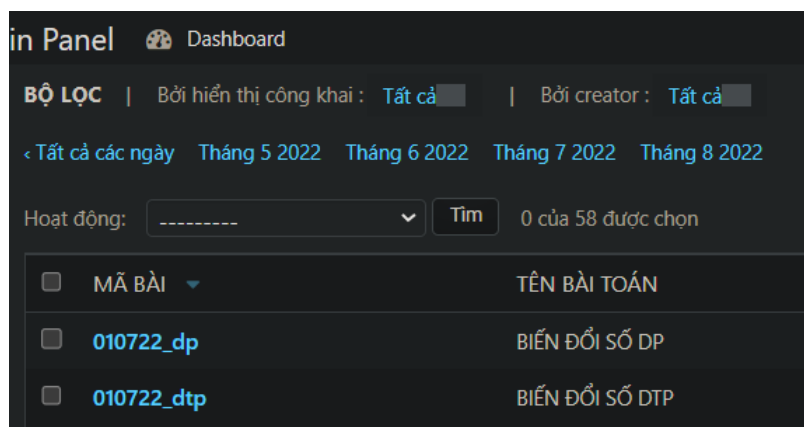 in Panel Dashboard
BỘ LỌC | Bởi hiển thị công khai : Tất cả | Bởi creator : Tất cả
‹ Tất cả các ngày Tháng 5 2022 Tháng 6 2022 Tháng 7 2022 Tháng 8 2022
Hoạt động: --------- Tìm 0 của 58 được chọn
MÃ BÀI TÊN BÀI TOÁN
010722_dp BIẾN ĐỔI SỐ DP
010722_dtp BIẾN ĐỔI SỐ DTP